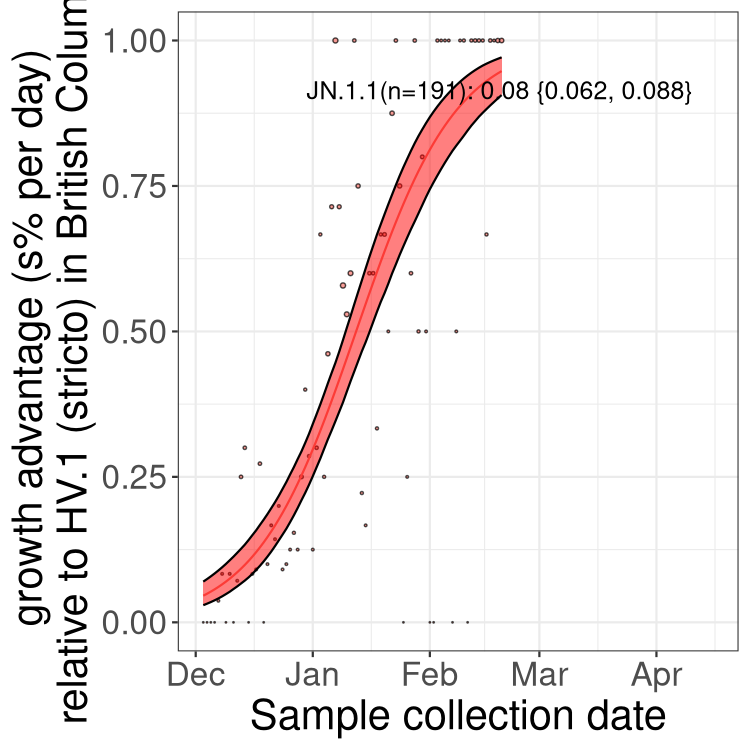 growth advantage (s% per day)
relative to HV.1 (stricto) in British Colum
1.00
0.75
0.50
0.25
0.00
JN.1.1(n=191): 0.08 {0.062, 0.088}
Dec Jan Feb Mar Apr
Sample collection date